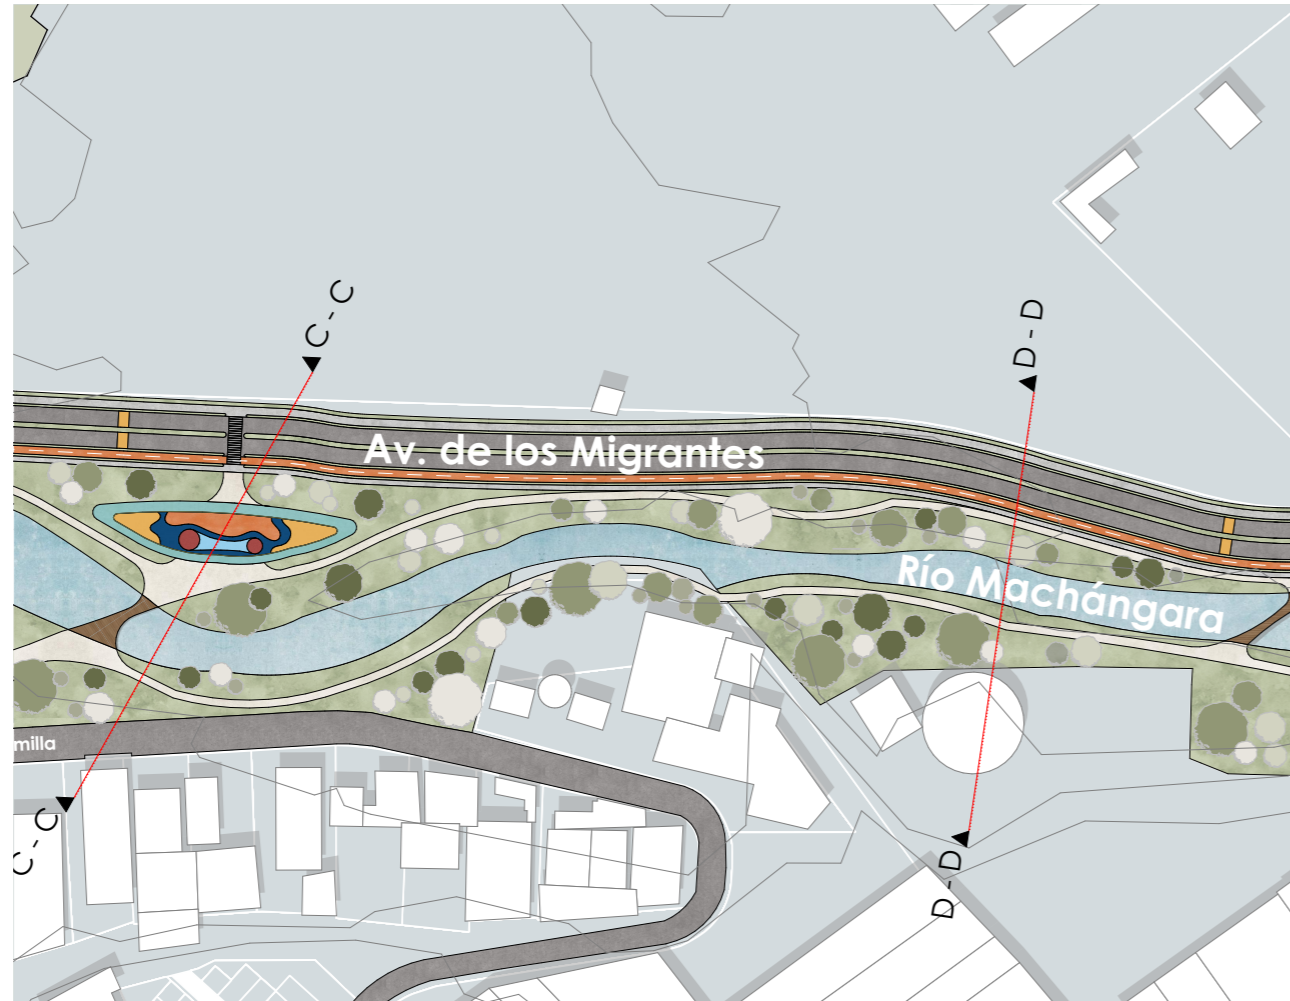 C - C
D - D
Av. de los Migrantes
Río Machángara
milla
C - C
D - D